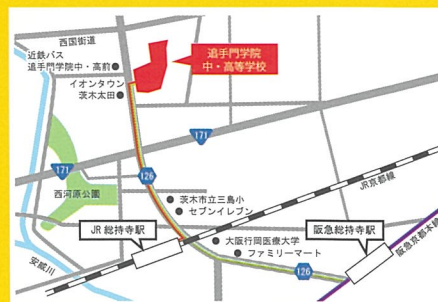 西国街道
近鉄バス
追手門学院中・高前
追手門学院
中・高等学校
イオンタウン
茨木太田
171
171
126
西河原公園
JR京都線
茨木市立三島小
セブンイレブン
JR 総持寺駅
阪急総持寺駅
大阪行岡医療大学
ファミリーマート
安威川
126
阪急京都本線